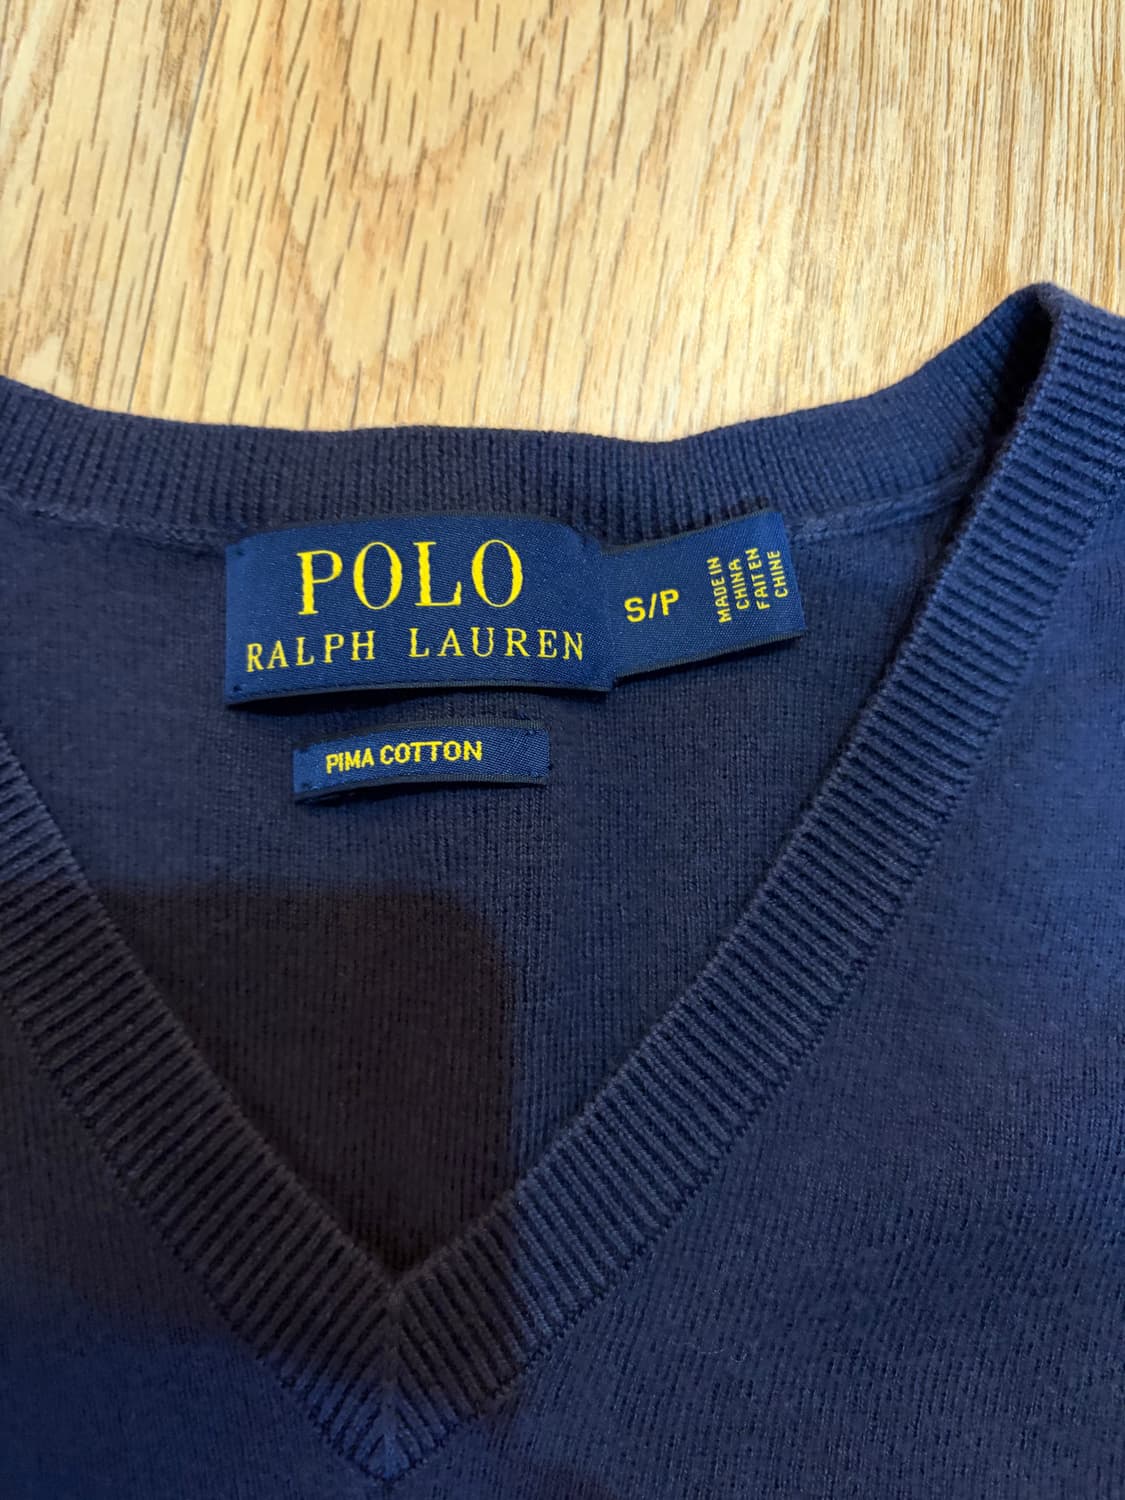 POLO
RALPH LAUREN
S/P
MADE IN
CHINA
FAIT EN
CHINE
PIMA COTTON